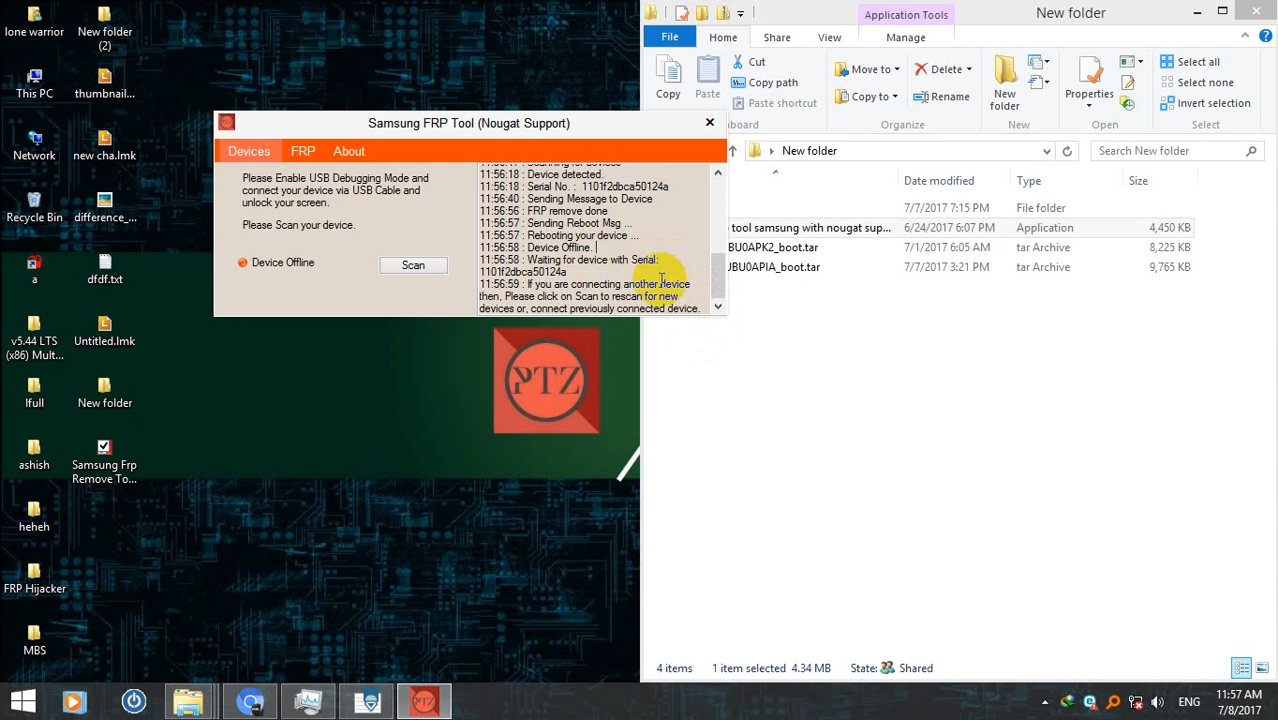 lone warrior
New folder
(2)
This PC
thumbnail...
Network
new cha.lmk
Recycle Bin
difference_...
a
dfdf.txt
v5.44 LTS
(x86) Mult...
Untitled.lmk
lfull
New folder
ashish
Samsung Frp
Remove To...
heheh
FRP Hijacker
MBS
Samsung FRP Tool (Nougat Support)
Devices
FRP
About
Please Enable USB Debugging Mode and
connect your device via USB Cable and
unlock your screen.
Please Scan your device.
Device Offline
Scan
11:56:18 : Device detected.
11:56:18 : Serial No. : 1101f2dbca50124a
11:56:40 : Sending Message to Device
11:56:56 : FRP remove done
11:56:57 : Sending Reboot Msg ...
11:56:57 : Rebooting your device ...
11:56:58 : Device Offline.
11:56:58 : Waiting for device with Serial:
1101f2dbca50124a
11:56:59 : If you are connecting another device
then, Please click on Scan to rescan for new
devices or, connect previously connected device.
PTZ
Application Tools
New folder
File
Home
Share
View
Manage
Copy
Paste
Cut
Copy path
Paste shortcut
Move to
Copy to
Delete
Rename
New
folder
Properties
Select all
Select none
Invert selection
board
Organize
New
Open
Select
New folder
Search New folder
Date modified
Type
Size
7/7/2017 7:15 PM
File folder
tool samsung with nougat sup...
6/24/2017 6:07 PM
Application
4,450 KB
BU0APK2_boot.tar
7/1/2017 6:05 AM
tar Archive
8,225 KB
UBU0APIA_boot.tar
7/7/2017 3:21 PM
tar Archive
9,765 KB
4 items
1 item selected 4.34 MB
State:
Shared
PTZ
ENG
11:57 AM
7/8/2017